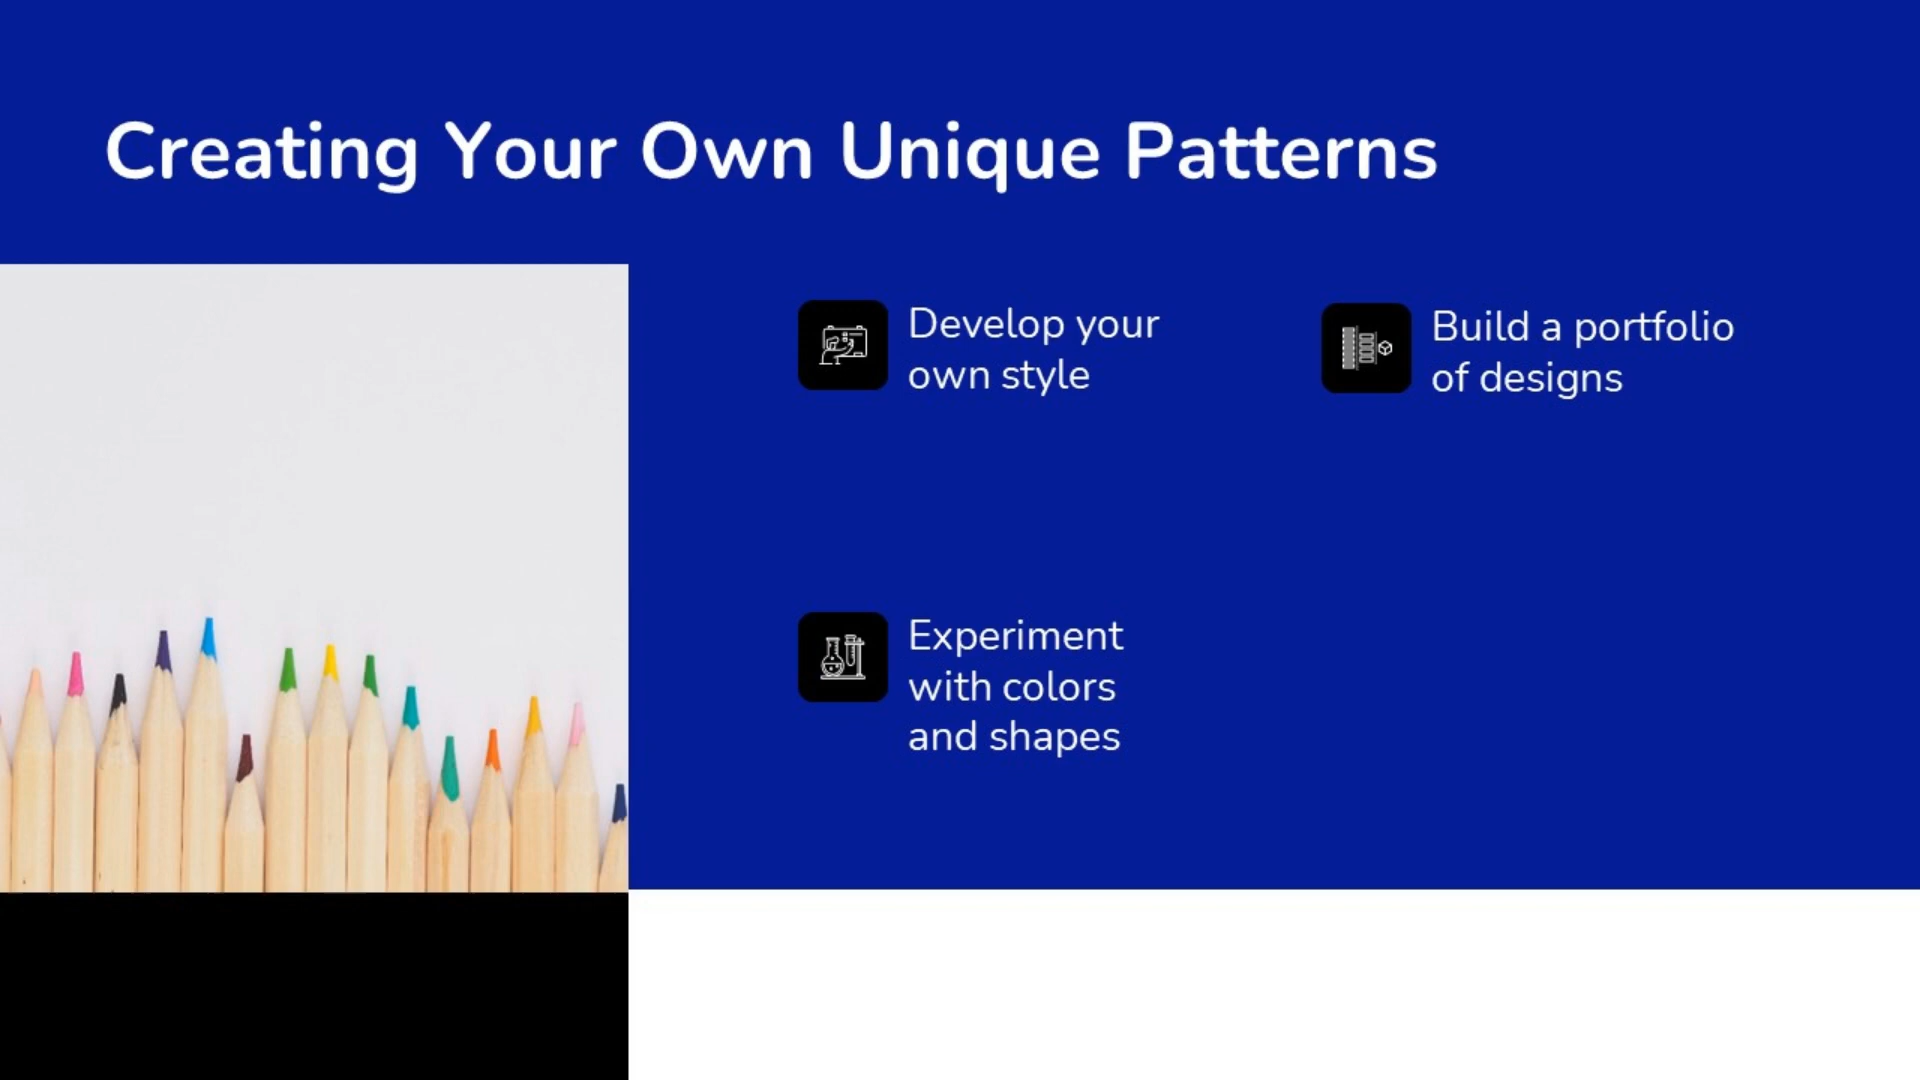 Creating Your Own Unique Patterns
Develop your
own style
Build a portfolio
of designs
Experiment
with colors
and shapes